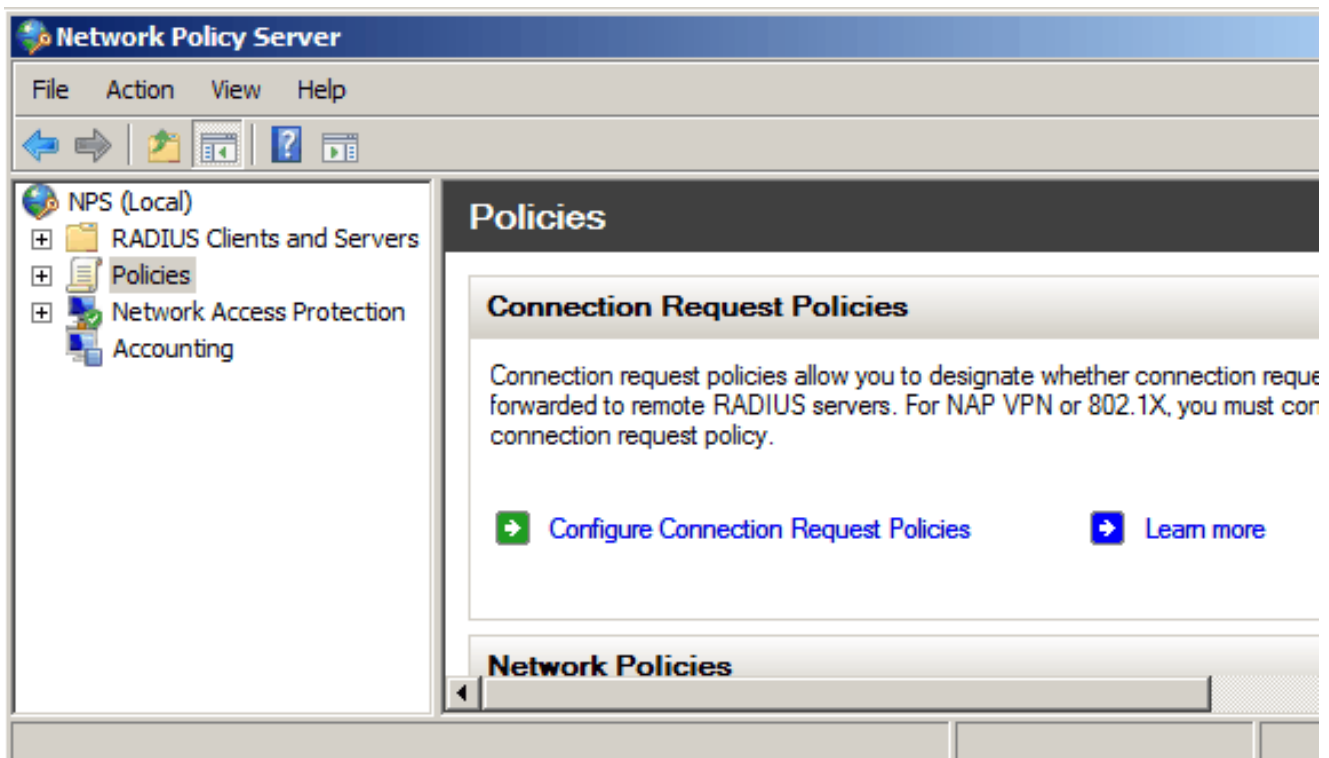 Network Policy Server
File Action View Help
NPS (Local)
RADIUS Clients and Servers
Policies
Network Access Protection
Accounting
Policies
Connection Request Policies
Connection request policies allow you to designate whether connection reque
forwarded to remote RADIUS servers. For NAP VPN or 802.1X, you must con
connection request policy.
Configure Connection Request Policies Learn more
Network Policies